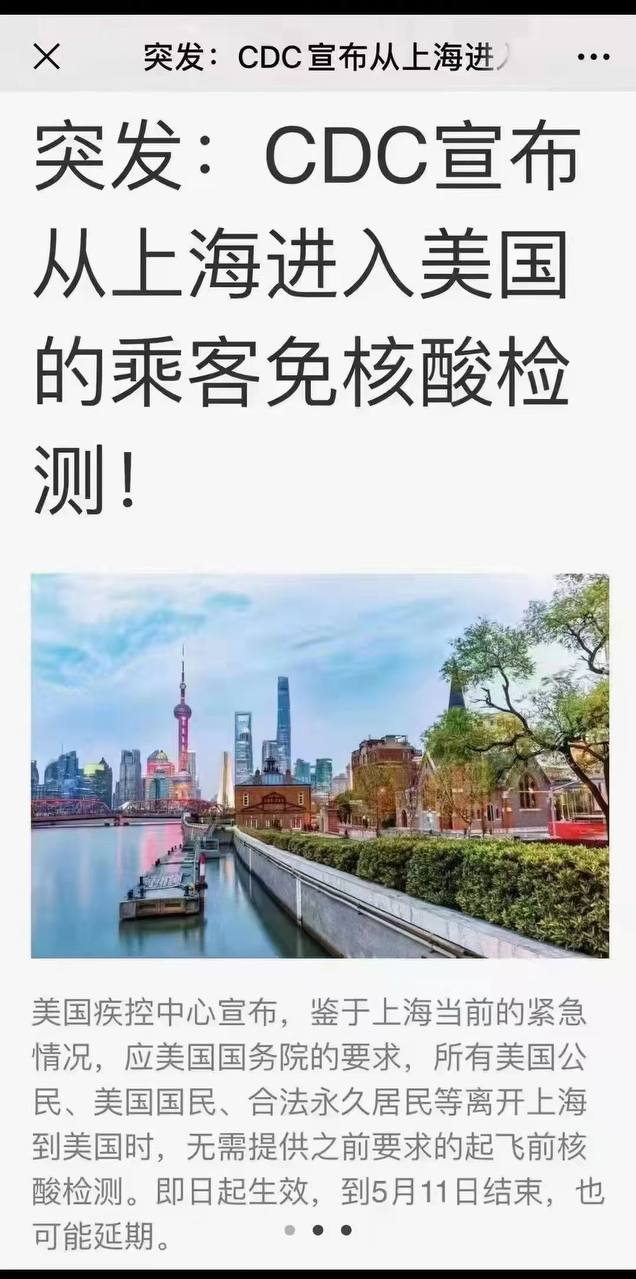 突发：CDC宣布从上海进
突发：CDC宣布
从上海进入美国
的乘客免核酸检
测！
美国疾控中心宣布，鉴于上海当前的紧急
情况，应美国国务院的要求，所有美国公
民、美国国民、合法永久居民等离开上海
到美国时，无需提供之前要求的起飞前核
酸检测。即日起生效，到5月11日结束，也
可能延期。